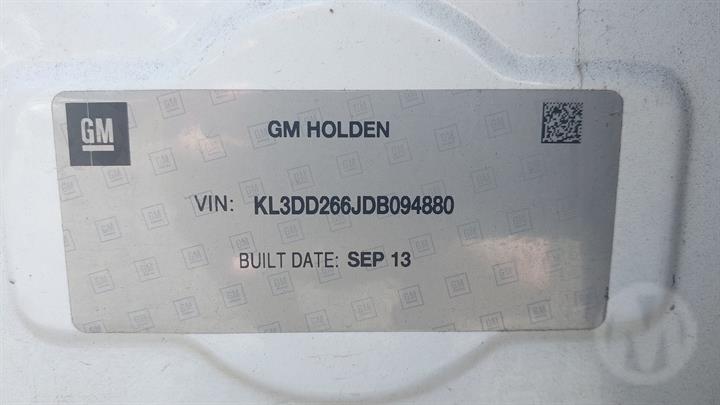 GM
GM HOLDEN
VIN: KL3DD266JDB094880
BUILT DATE: SEP 13